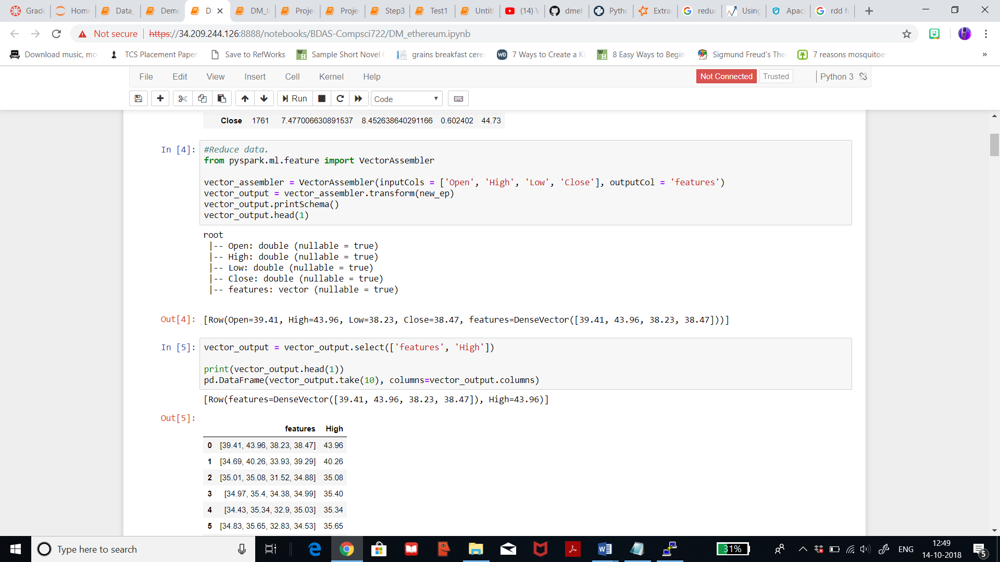 Grade
Home
Data_
Demo
D
DM_I
Proje
Proje
Step3
Test1
Untitl
(14) V
dmeh
Pytho
Extra
reduc
Using
Apac
rdd f
Not secure
https://34.209.244.126:8888/notebooks/BDAS-Compsci722/DM_ethereum.ipynb
Download music, mo
TCS Placement Paper
Save to RefWorks
Sample Short Novel
grains breakfast cerea
7 Ways to Create a Ki
8 Easy Ways to Begin
Sigmund Freud's The
7 reasons mosquitoe
»
File Edit View Insert Cell Kernel Help
Not Connected
Trusted
Python 3
Run
Code
Close 1761 7.477006630891537 8.452638640291166 0.602402 44.73
In [4]:
#Reduce data.
from pyspark.ml.feature import VectorAssembler
vector_assembler = VectorAssembler(inputCols = ['Open', 'High', 'Low', 'Close'], outputCol = 'features')
vector_output = vector_assembler.transform(new_ep)
vector_output.printSchema()
vector_output.head(1)
root
|-- Open: double (nullable = true)
|-- High: double (nullable = true)
|-- Low: double (nullable = true)
|-- Close: double (nullable = true)
|-- features: vector (nullable = true)
Out[4]: [Row(Open=39.41, High=43.96, Low=38.23, Close=38.47, features=DenseVector([39.41, 43.96, 38.23, 38.47]))]
In [5]: vector_output = vector_output.select(['features', 'High'])
print(vector_output.head(1))
pd.DataFrame(vector_output.take(10), columns=vector_output.columns)
[Row(features=DenseVector([39.41, 43.96, 38.23, 38.47]), High=43.96)]
Out[5]:
features High
0 [39.41, 43.96, 38.23, 38.47] 43.96
1 [34.69, 40.26, 33.93, 39.29] 40.26
2 [35.01, 35.08, 31.52, 34.88] 35.08
3 [34.97, 35.4, 34.38, 34.99] 35.40
4 [34.43, 35.34, 32.9, 35.03] 35.34
5 [34.83, 35.65, 32.83, 34.53] 35.65
Type here to search
31%
ENG
12:49
14-10-2018
5